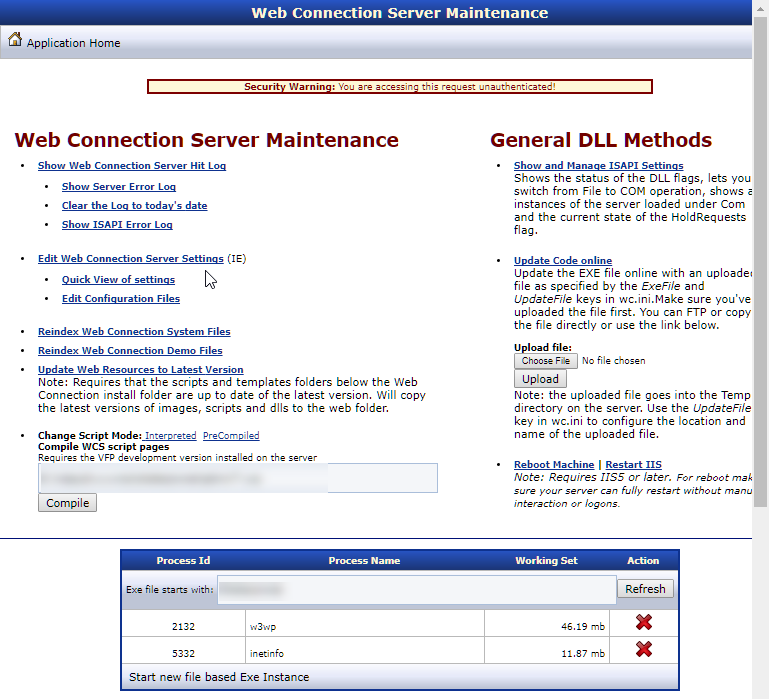 Web Connection Server Maintenance
Application Home
Security Warning: You are accessing this request unauthenticated!
Web Connection Server Maintenance
Show Web Connection Server Hit Log
Show Server Error Log
Clear the Log to today's date
Show ISAPI Error Log
Edit Web Connection Server Settings (IE)
Quick View of settings
Edit Configuration Files
Reindex Web Connection System Files
Reindex Web Connection Demo Files
Update Web Resources to Latest Version
Note: Requires that the scripts and templates folders below the Web
Connection install folder are up to date of the latest version. Will copy
the latest versions of images, scripts and dlls to the web folder.
Change Script Mode: Interpreted PreCompiled
Compile WCS script pages
Requires the VFP development version installed on the server
Compile
General DLL Methods
Show and Manage ISAPI Settings
Shows the status of the DLL flags, lets you
switch from File to COM operation, shows a
instances of the server loaded under Com
and the current state of the HoldRequests
flag.
Update Code online
Update the EXE file online with an uploaded
file as specified by the ExeFile and
UpdateFile keys in wc.ini.Make sure you've
uploaded the file first. You can FTP or copy
the file directly or use the link below.
Upload file:
Choose File No file chosen
Upload
Note: the uploaded file goes into the Temp
directory on the server. Use the UpdateFile
key in wc.ini to configure the location and
name of the uploaded file.
Reboot Machine | Restart IIS
Note: Requires IIS5 or later. For reboot mak
sure your server can fully restart without manu
interaction or logons.
Process Id Process Name Working Set Action
Exe file starts with: Refresh
2132 w3wp 46.19 mb
5332 inetinfo 11.87 mb
Start new file based Exe Instance